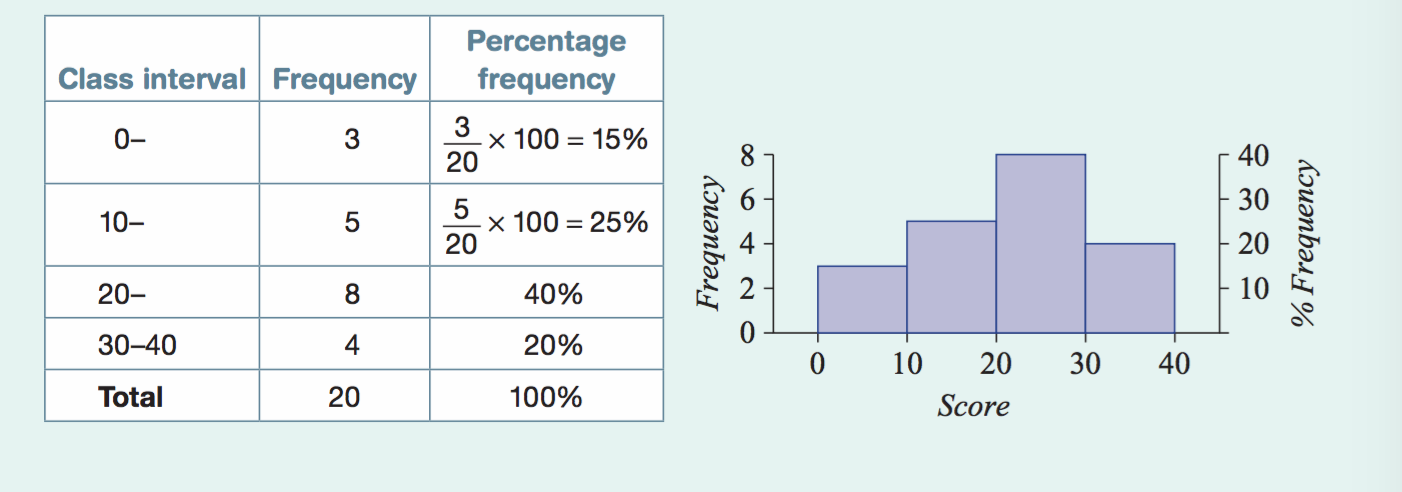 Class interval Frequency Percentage frequency
0– 3 3/20 × 100 = 15%
10– 5 5/20 × 100 = 25%
20– 8 40%
30–40 4 20%
Total 20 100%
Frequency
8
6
4
2
0
0 10 20 30 40
Score
40
30
20
10
% Frequency